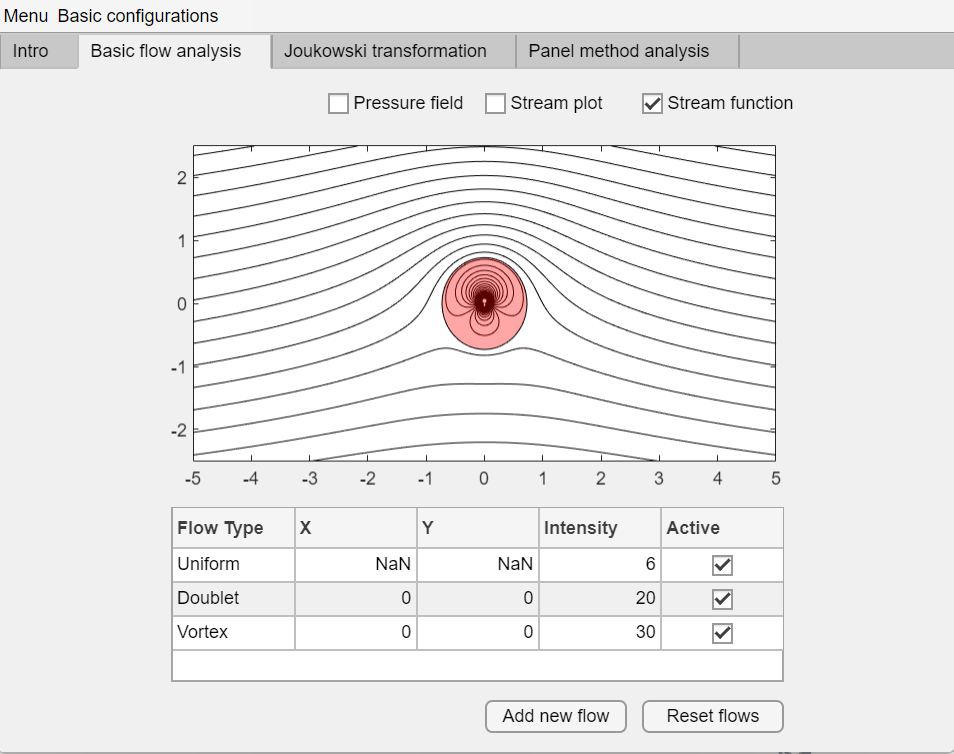 Menu Basic configurations
Intro Basic flow analysis Joukowski transformation Panel method analysis
Pressure field Stream plot Stream function
2
1
0
-1
-2
-5 -4 -3 -2 -1 0 1 2 3 4 5
Flow Type X Y Intensity Active
Uniform NaN NaN 6
Doublet 0 0 20
Vortex 0 0 30
Add new flow Reset flows